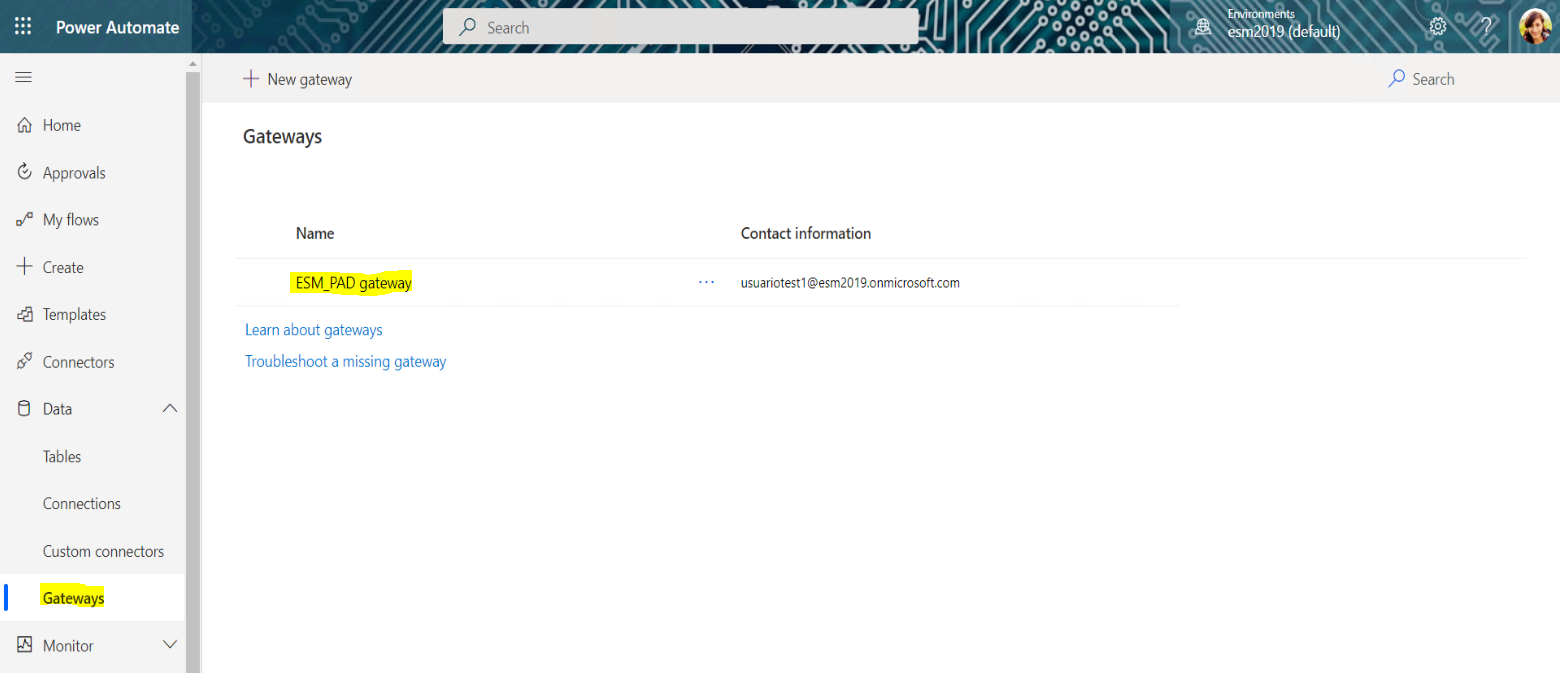 Power Automate
Search
Environments
esm2019 (default)
?
New gateway
Search
Home
Approvals
My flows
Create
Templates
Connectors
Data
Tables
Connections
Custom connectors
Gateways
Monitor
Gateways
Name Contact information
ESM_PAD gateway ... usuariotest1@esm2019.onmicrosoft.com
Learn about gateways
Troubleshoot a missing gateway